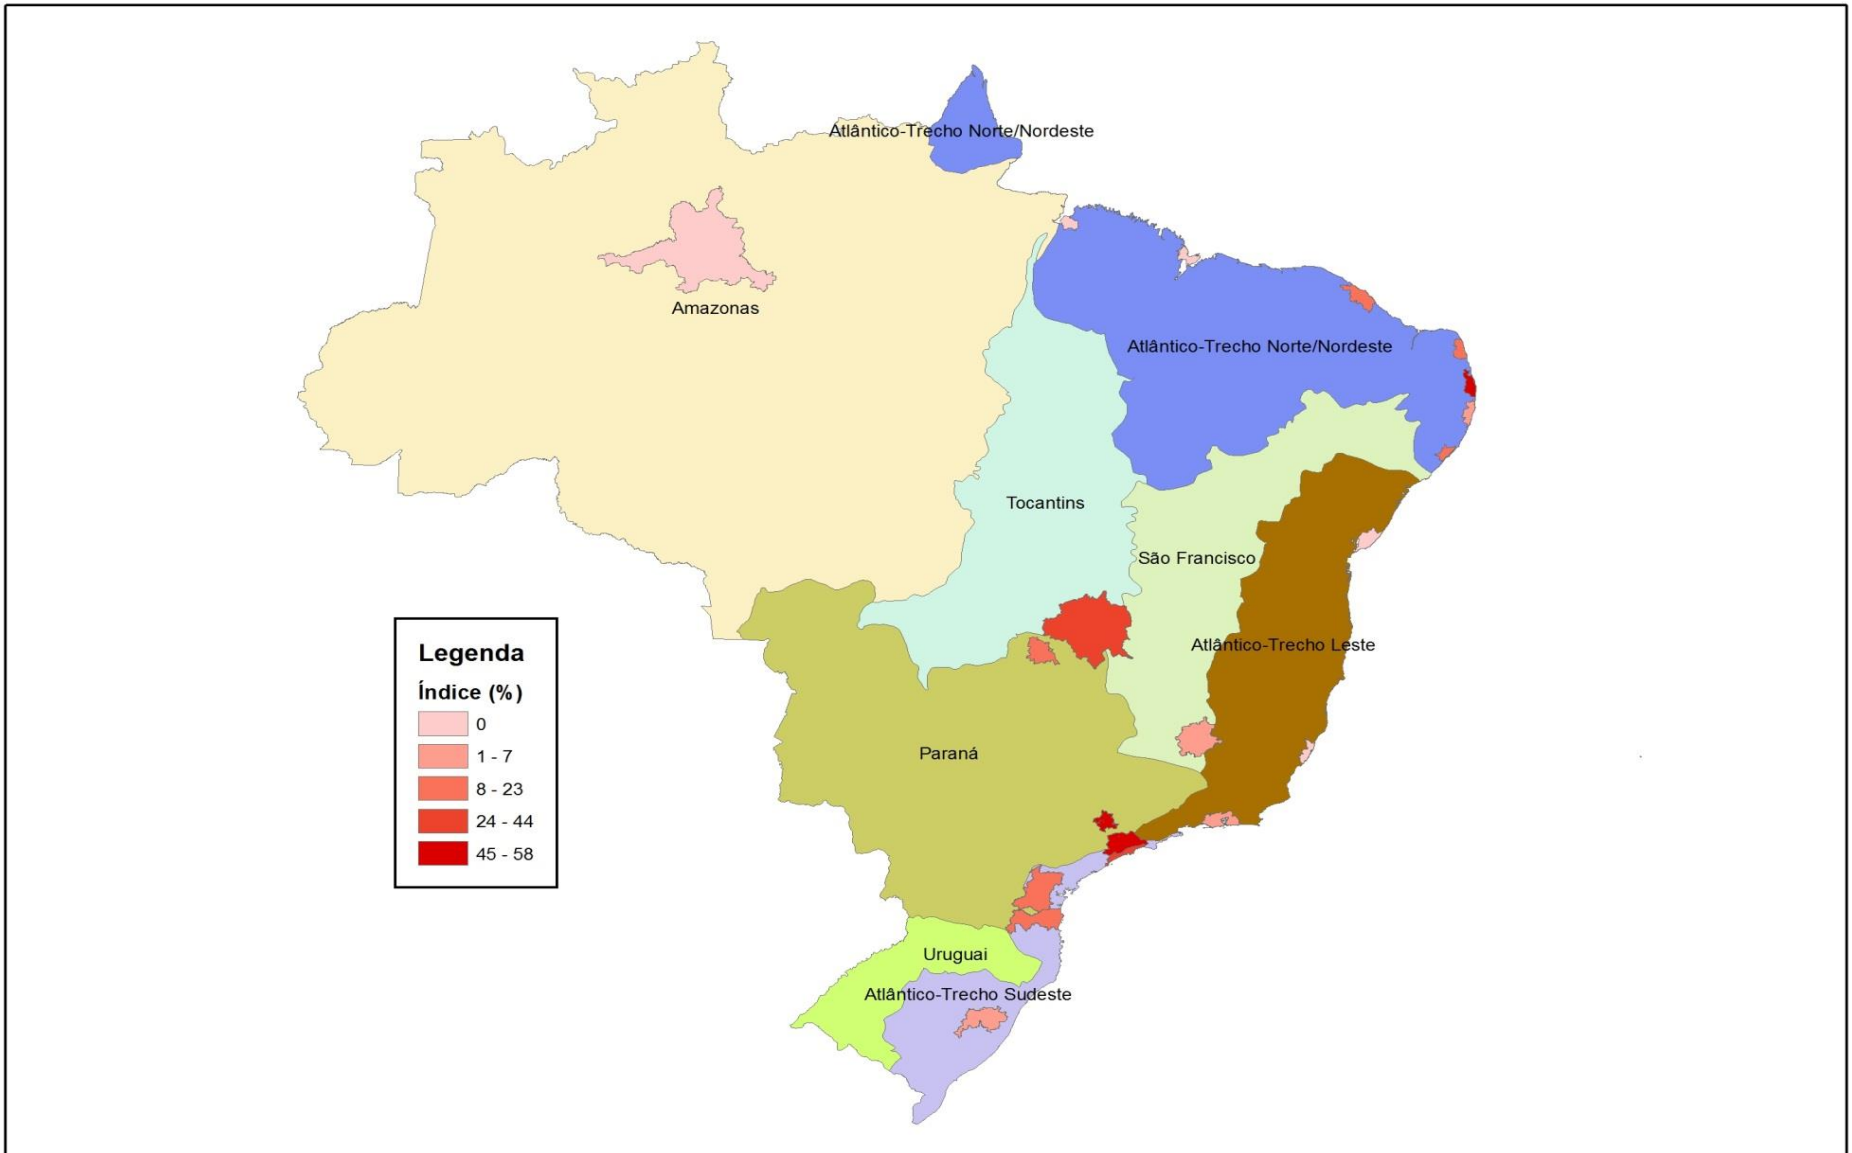 Atlântico-Trecho Norte/Nordeste
Amazonas
Atlântico-Trecho Norte/Nordeste
Tocantins
São Francisco
Atlântico-Trecho Leste
Paraná
Uruguai
Atlântico-Trecho Sudeste
Legenda
Índice (%)
0
1 - 7
8 - 23
24 - 44
45 - 58